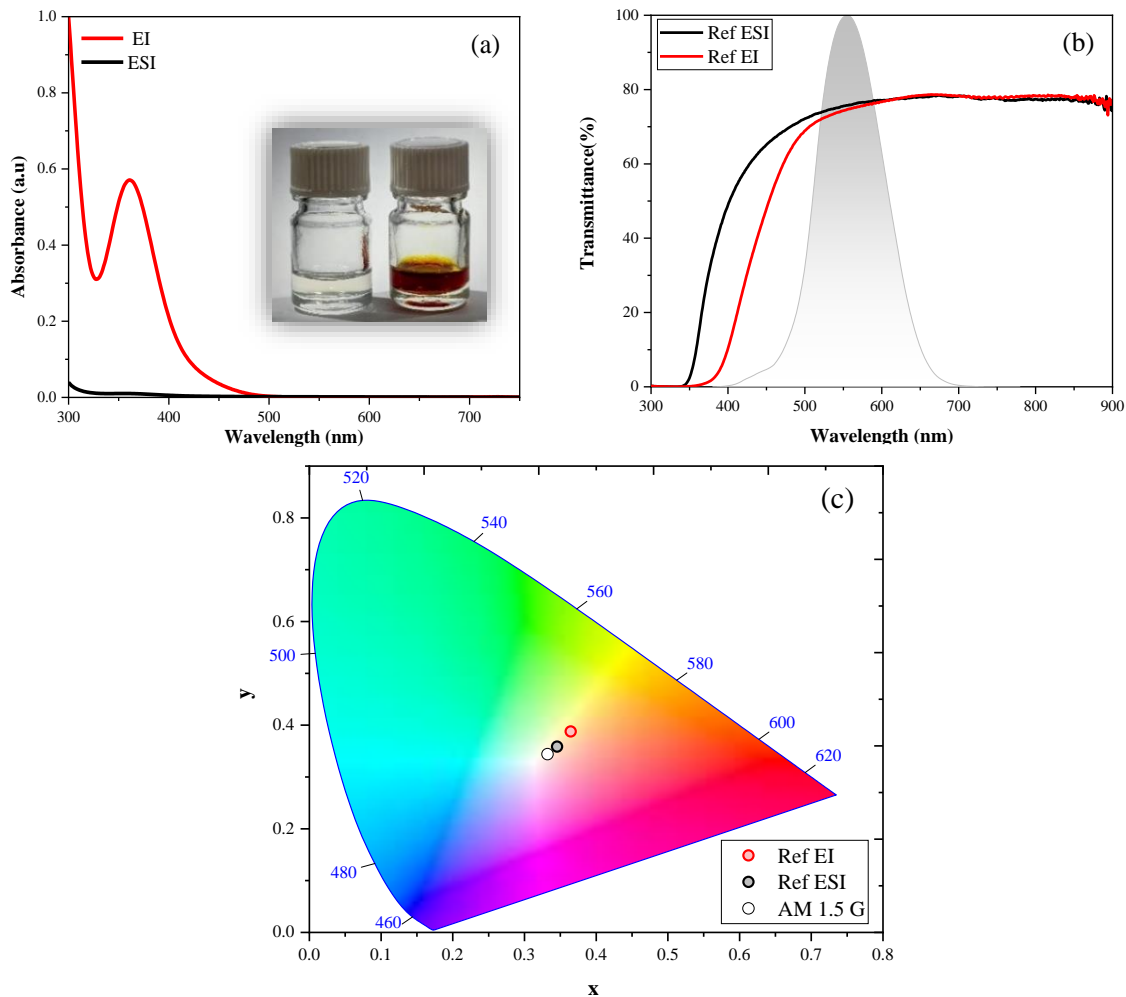 (a)
EI
ESI
Absorbance (a.u)
1.0
0.8
0.6
0.4
0.2
0.0
300
400
500
600
700
Wavelength (nm)
(b)
Ref ESI
Ref EI
Transmittance(%)
100
80
60
40
20
0
300
400
500
600
700
800
900
Wavelength (nm)
(c)
520
540
560
580
600
620
500
480
460
y
0.8
0.6
0.4
0.2
0.0
0.0
0.1
0.2
0.3
0.4
0.5
0.6
0.7
0.8
x
Ref EI
Ref ESI
AM 1.5 G